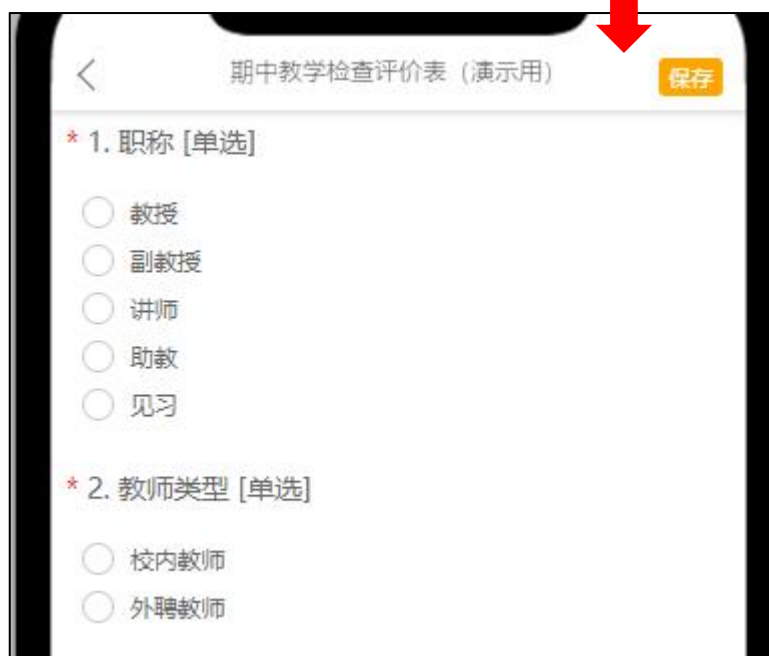 期中教学检查评价表（演示用）
保存
* 1. 职称 [单选]
教授
副教授
讲师
助教
见习
* 2. 教师类型 [单选]
校内教师
外聘教师